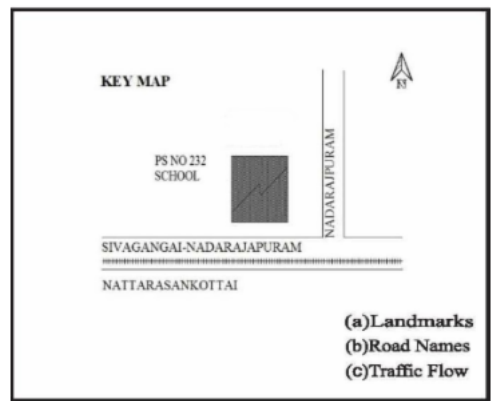 KEY MAP
N
PS NO 232
SCHOOL
NADARAJPURAM
SIVAGANGAI-NADARAJAPURAM
NATTARASANKOTTAI
(a)Landmarks
(b)Road Names
(c)Traffic Flow